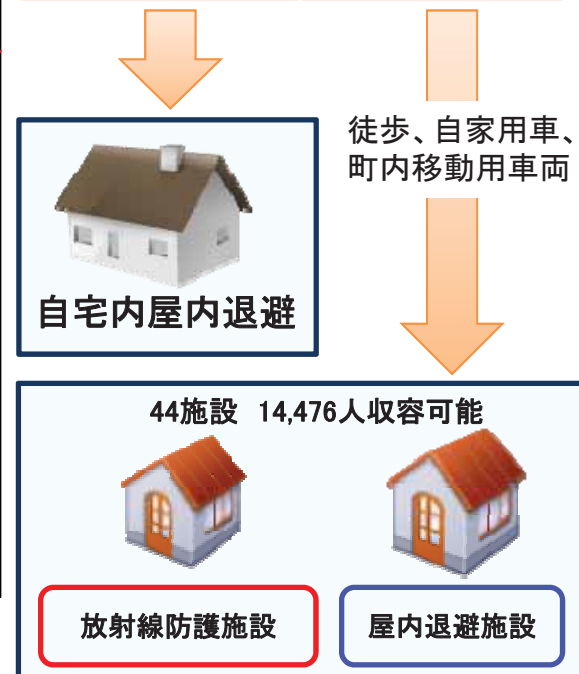 徒歩、自家用車、
町内移動用車両
自宅内屋内退避
44施設 14,476人収容可能
放射線防護施設
屋内退避施設